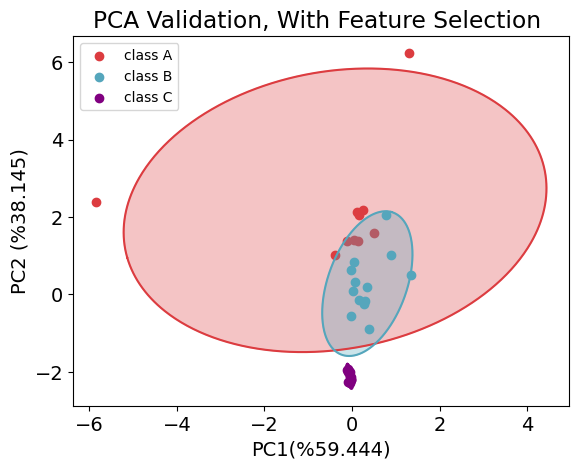 PCA Validation, With Feature Selection
class A
class B
class C
6
4
2
0
−2
PC2 (%38.145)
−6
−4
−2
0
2
4
PC1(%59.444)